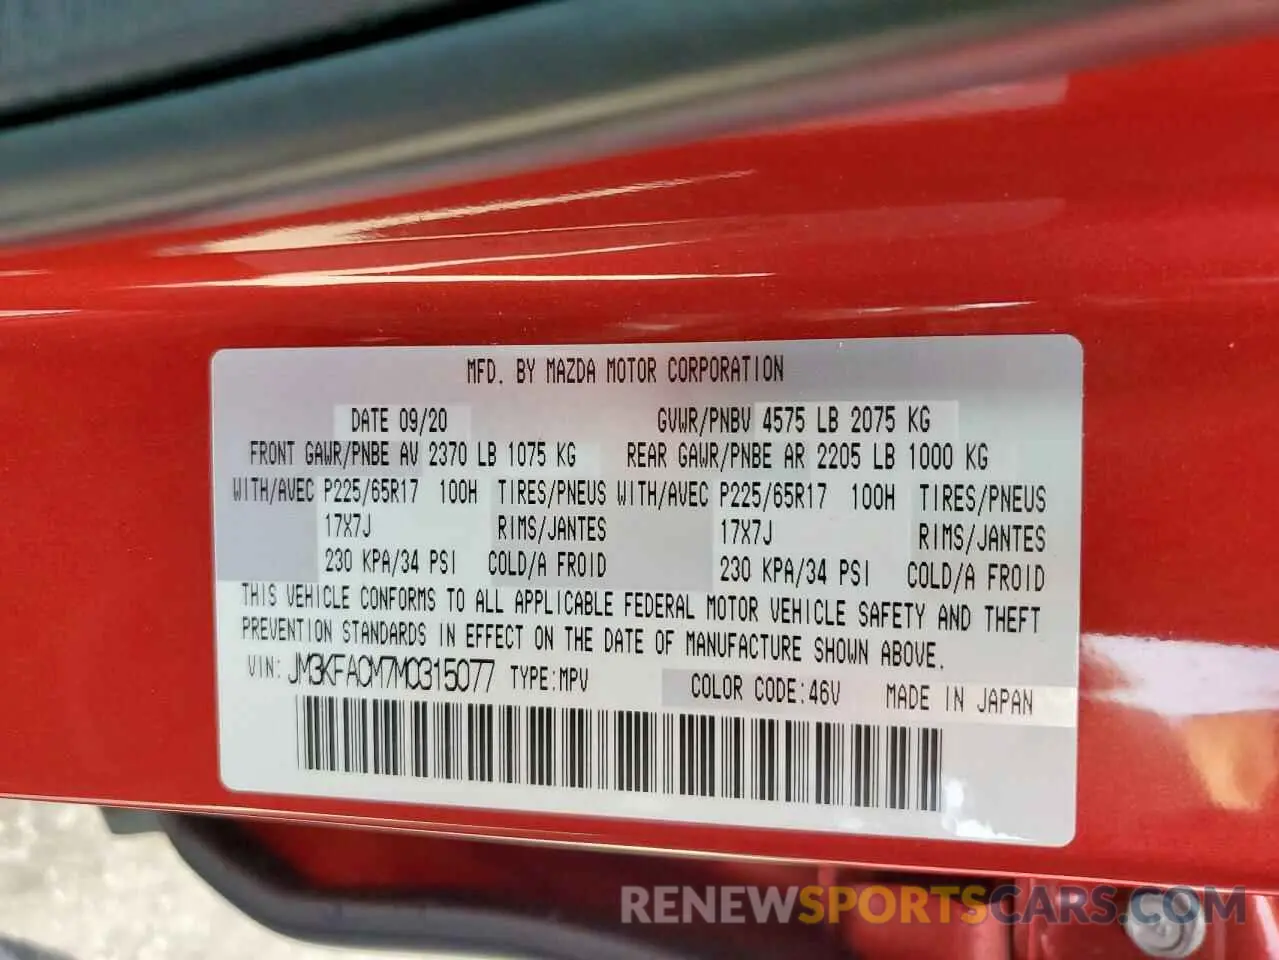 MFD. BY MAZDA MOTOR CORPORATION
DATE 09/20 GVWR/PNBV 4575 LB 2075 KG
FRONT GAWR/PNBE AV 2370 LB 1075 KG REAR GAWR/PNBE AR 2205 LB 1000 KG
WITH/AVEC P225/65R17 100H TIRES/PNEUS WITH/AVEC P225/65R17 100H TIRES/PNEUS
17X7J RIMS/JANTES 17X7J RIMS/JANTES
230 KPA/34 PSI COLD/A FROID 230 KPA/34 PSI COLD/A FROID
THIS VEHICLE CONFORMS TO ALL APPLICABLE FEDERAL MOTOR VEHICLE SAFETY AND THEFT
PREVENTION STANDARDS IN EFFECT ON THE DATE OF MANUFACTURE SHOWN ABOVE.
VIN: JM3KFACM7M0315077 TYPE:MPV COLOR CODE:46V MADE IN JAPAN
RENEWSPORTSCARS.COM